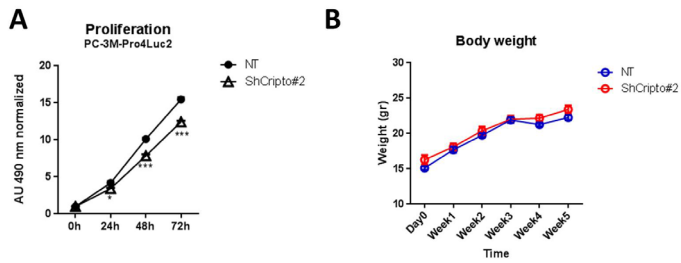 A
Proliferation
PC-3M-Pro4Luc2
NT
ShCripto#2
AU 490 nm normalized
20
15
10
5
0
*
***
***
0h 24h 48h 72h
B
Body weight
NT
ShCripto#2
Weight (gr)
30
25
20
15
10
Day0 Week1 Week2 Week3 Week4 Week5
Time